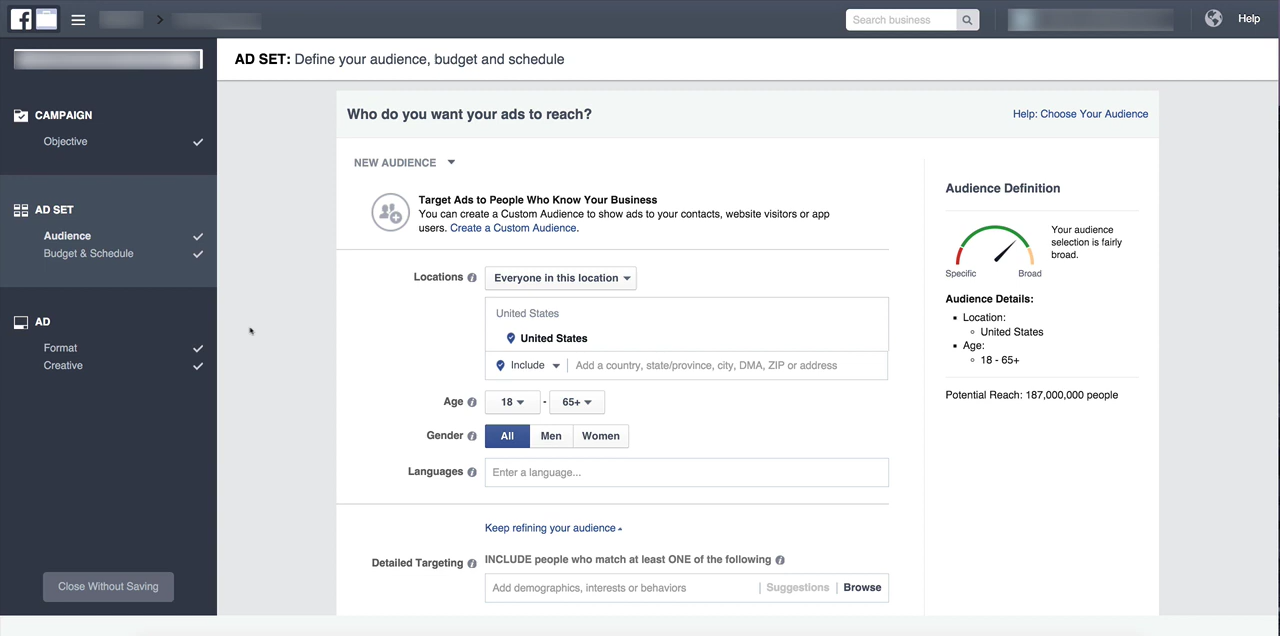 Search business
Help
AD SET: Define your audience, budget and schedule
CAMPAIGN
Objective
AD SET
Audience
Budget & Schedule
AD
Format
Creative
Close Without Saving
Who do you want your ads to reach?
Help: Choose Your Audience
NEW AUDIENCE
Target Ads to People Who Know Your Business
You can create a Custom Audience to show ads to your contacts, website visitors or app
users. Create a Custom Audience.
Locations
Everyone in this location
United States
United States
Include
Add a country, state/province, city, DMA, ZIP or address
Age
18 - 65+
Gender
All Men Women
Languages
Enter a language...
Keep refining your audience
Detailed Targeting
INCLUDE people who match at least ONE of the following
Add demographics, interests or behaviors | Suggestions | Browse
Audience Definition
Your audience
selection is fairly
broad.
Specific Broad
Audience Details:
Location:
United States
Age:
18 - 65+
Potential Reach: 187,000,000 people